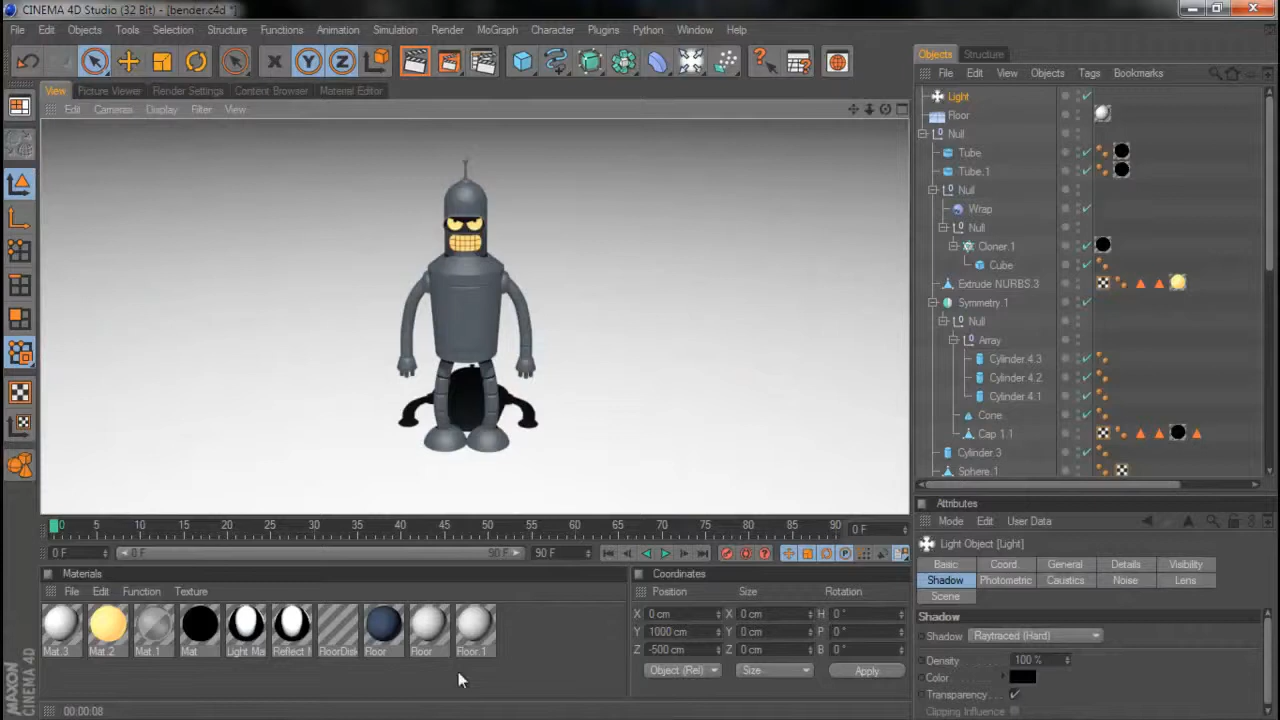 CINEMA 4D Studio (32 Bit) - [bender.c4d *]
File Edit Objects Tools Selection Structure Functions Animation Simulation Render MoGraph Character Plugins Python Window Help
View Picture Viewer Render Settings Content Browser Material Editor
Edit Cameras Display Filter View
Objects Structure
File Edit View Objects Tags Bookmarks
Light
Floor
Null
Tube
Tube.1
Null
Wrap
Null
Cloner.1
Cube
Extrude NURBS.3
Symmetry.1
Null
Array
Cylinder.4.3
Cylinder.4.2
Cylinder.4.1
Cone
Cap 1.1
Cylinder.3
Sphere.1
0 5 10 15 20 25 30 35 40 45 50 55 60 65 70 75 80 85 90 0 F
0 F 0 F 90 F 90 F
Materials
File Edit Function Texture
Mat.3 Mat.2 Mat.1 Mat Light Ma Reflect M FloorDisk Floor Floor Floor.1
Coordinates
Position Size Rotation
X 0 cm X 0 cm H 0 °
Y 1000 cm Y 0 cm P 0 °
Z -500 cm Z 0 cm B 0 °
Object (Rel) Size Apply
Attributes
Mode Edit User Data
Light Object [Light]
Basic Coord. General Details Visibility
Shadow Photometric Caustics Noise Lens
Scene
Shadow
Shadow Raytraced (Hard)
Density 100 %
Color
Transparency
Clipping Influence
00:00:08
MAXON
CINEMA 4D